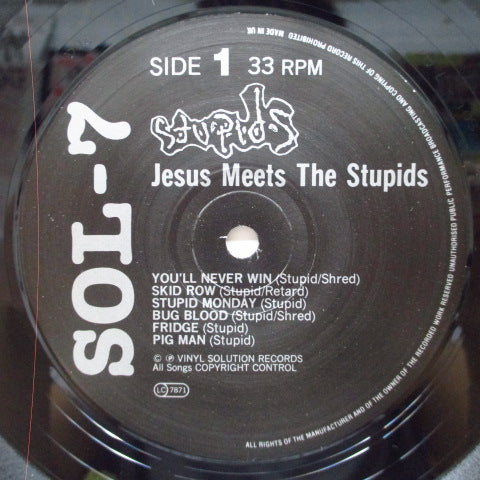 SIDE 1 33 RPM
STUPIDS
Jesus Meets The Stupids
SOL-7
YOU'LL NEVER WIN (Stupid/Shred)
SKID ROW (Stupid/Retard)
STUPID MONDAY (Stupid)
BUG BLOOD (Stupid/Shred)
FRIDGE (Stupid)
PIG MAN (Stupid)
© ℗ VINYL SOLUTION RECORDS
All Songs COPYRIGHT CONTROL
LC 7871
ALL RIGHTS OF THE MANUFACTURER AND OF THE OWNER OF THE RECORDED WORK RESERVED UNAUTHORISED PUBLIC PERFORMANCE BROADCASTING AND COPYING OF THIS RECORD PROHIBITED MADE IN UK